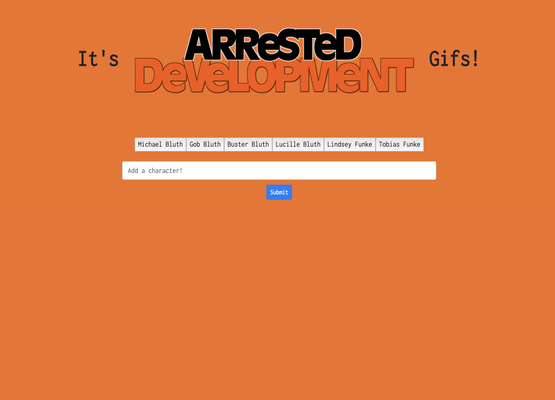 It's ARReSTeD DeVeLOPMeNT Gifs!
Michael Bluth Gob Bluth Buster Bluth Lucille Bluth Lindsey Funke Tobias Funke
Add a character!
Submit